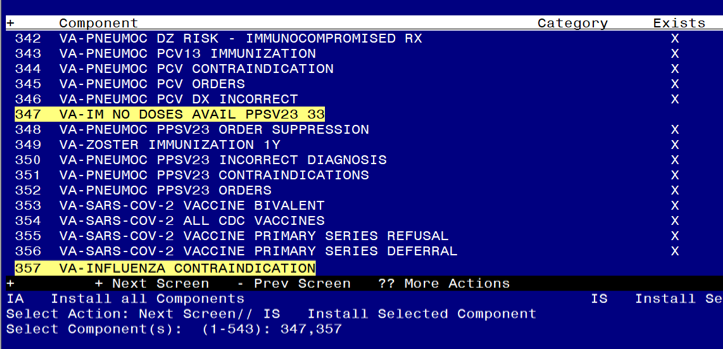 + Component Category Exists
342 VA-PNEUMOC DZ RISK - IMMUNOCOMPROMISED RX X
343 VA-PNEUMOC PCV13 IMMUNIZATION X
344 VA-PNEUMOC PCV CONTRAINDICATION X
345 VA-PNEUMOC PCV ORDERS X
346 VA-PNEUMOC PCV DX INCORRECT X
347 VA-IM NO DOSES AVAIL PPSV23 33
348 VA-PNEUMOC PPSV23 ORDER SUPPRESSION X
349 VA-ZOSTER IMMUNIZATION 1Y X
350 VA-PNEUMOC PPSV23 INCORRECT DIAGNOSIS X
351 VA-PNEUMOC PPSV23 CONTRAINDICATIONS X
352 VA-PNEUMOC PPSV23 ORDERS X
353 VA-SARS-COV-2 VACCINE BIVALENT X
354 VA-SARS-COV-2 ALL CDC VACCINES X
355 VA-SARS-COV-2 VACCINE PRIMARY SERIES REFUSAL X
356 VA-SARS-COV-2 VACCINE PRIMARY SERIES DEFERRAL X
357 VA-INFLUENZA CONTRAINDICATION
+ + Next Screen - Prev Screen ?? More Actions
IA Install all Components IS Install Se
Select Action: Next Screen// IS Install Selected Component
Select Component(s): (1-543): 347,357